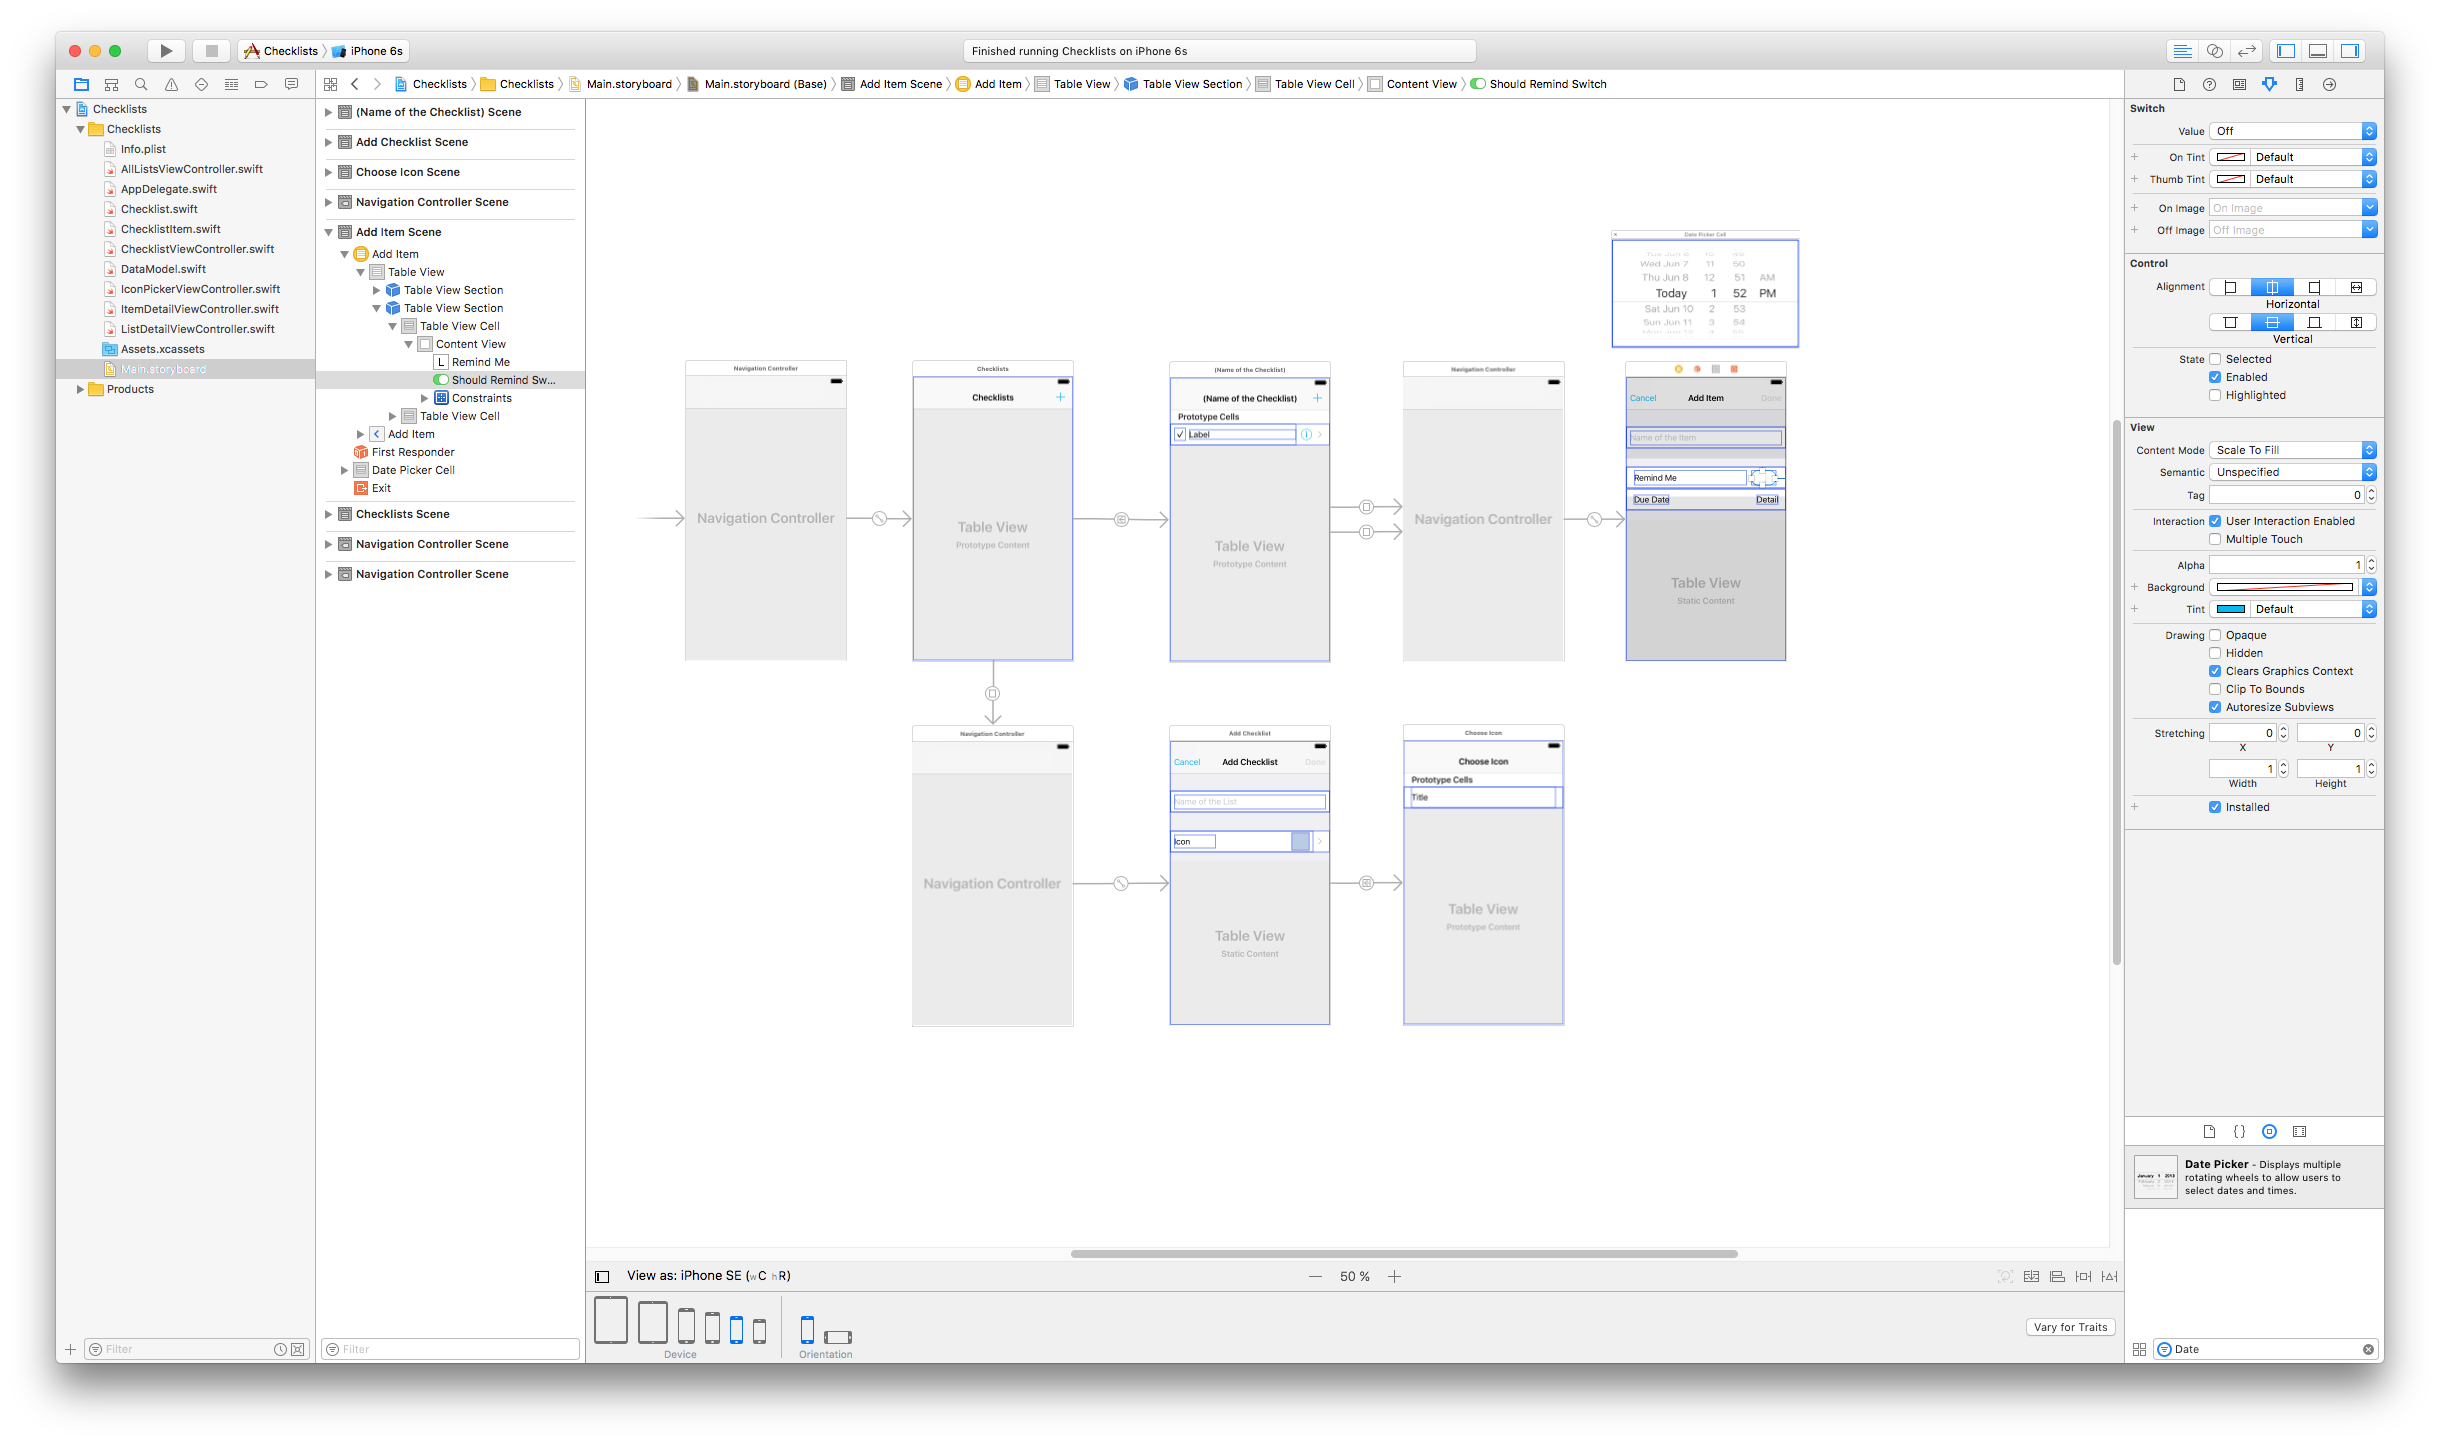 Checklists
iPhone 6s
Finished running Checklists on iPhone 6s
Checklists
Checklists
Main.storyboard
Main.storyboard (Base)
Add Item Scene
Add Item
Table View
Table View Section
Table View Cell
Content View
Should Remind Switch
Checklists
Checklists
Info.plist
AllListsViewController.swift
AppDelegate.swift
Checklist.swift
ChecklistItem.swift
ChecklistViewController.swift
DataModel.swift
IconPickerViewController.swift
ItemDetailViewController.swift
ListDetailViewController.swift
Assets.xcassets
Main.storyboard
Products
Filter
(Name of the Checklist) Scene
Add Checklist Scene
Choose Icon Scene
Navigation Controller Scene
Add Item Scene
Add Item
Table View
Table View Section
Table View Section
Table View Cell
Content View
L Remind Me
Should Remind Sw...
Constraints
Table View Cell
Add Item
First Responder
Date Picker Cell
Exit
Checklists Scene
Navigation Controller Scene
Navigation Controller Scene
Filter
Date Picker Cell
Wed Jun 7 11 50
Thu Jun 8 12 51 AM
Today 1 52 PM
Sat Jun 10 2 53
Sun Jun 11 3 54
Navigation Controller
Navigation Controller
Checklists
Checklists +
Table View
Prototype Content
(Name of the Checklist)
(Name of the Checklist) +
Prototype Cells
✓ Label
Table View
Prototype Content
Navigation Controller
Navigation Controller
Cancel Add Item Done
Name of the Item
Remind Me
Due Date Detail
Table View
Static Content
Navigation Controller
Navigation Controller
Add Checklist
Cancel Add Checklist Done
Name of the List
Icon
Table View
Static Content
Choose Icon
Choose Icon
Prototype Cells
Title
Table View
Prototype Content
View as: iPhone SE (wC hR)
50 %
Device
Orientation
Vary for Traits
Switch
Value Off
On Tint Default
Thumb Tint Default
On Image On Image
Off Image Off Image
Control
Alignment
Horizontal
Vertical
State Selected
Enabled
Highlighted
View
Content Mode Scale To Fill
Semantic Unspecified
Tag 0
Interaction User Interaction Enabled
Multiple Touch
Alpha 1
Background
Tint Default
Drawing Opaque
Hidden
Clears Graphics Context
Clip To Bounds
Autoresize Subviews
Stretching 0 0
X Y
1 1
Width Height
Installed
Date Picker - Displays multiple
rotating wheels to allow users to
select dates and times.
Date